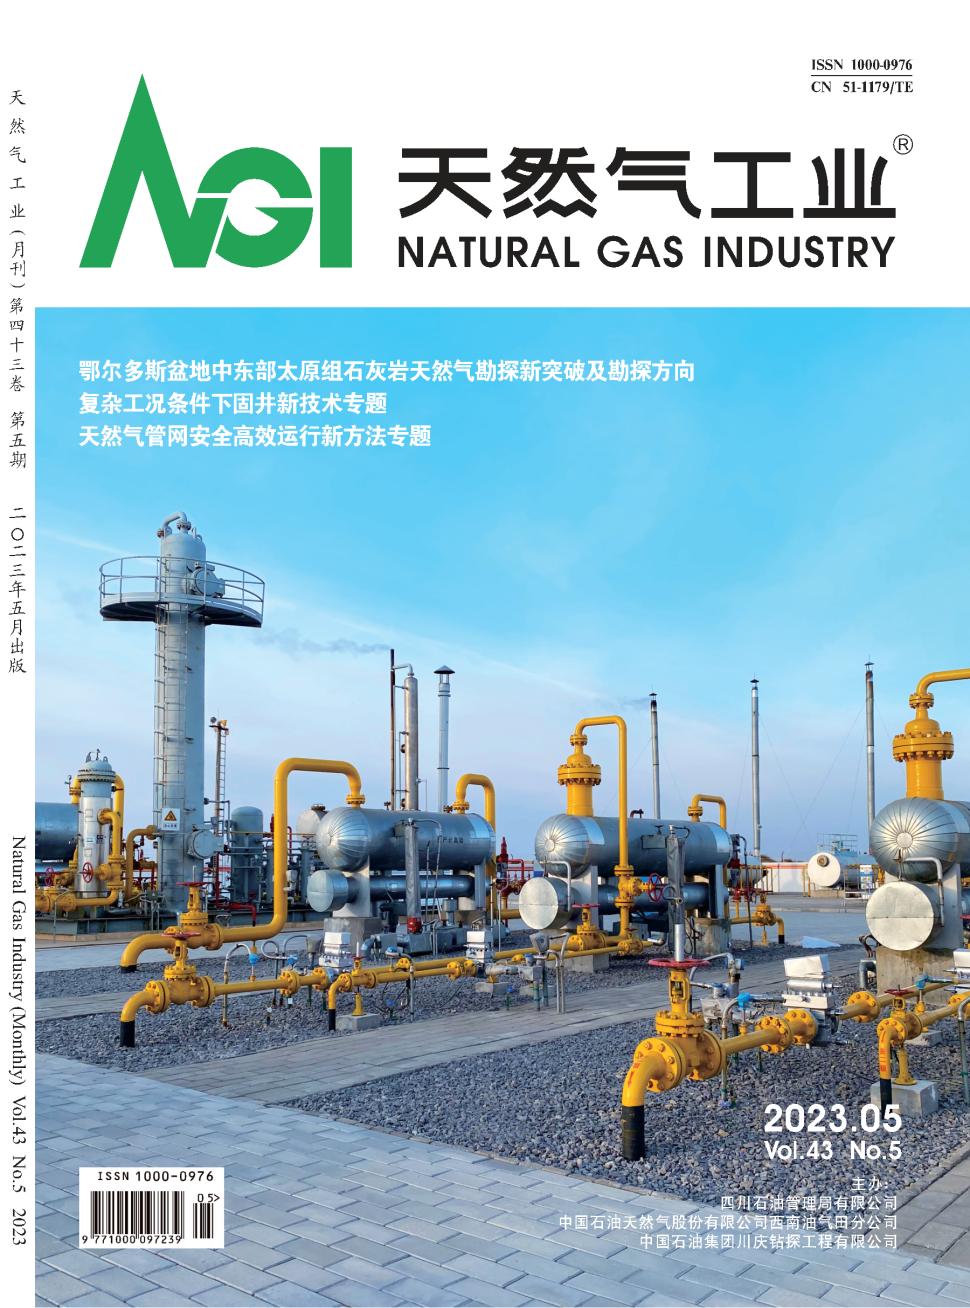 ISSN 1000-0976
CN 51-1179/TE
NGI
天然气工业®
NATURAL GAS INDUSTRY
鄂尔多斯盆地中东部太原组石灰岩天然气勘探新突破及勘探方向
复杂工况条件下固井新技术专题
天然气管网安全高效运行新方法专题
2023.05
Vol.43 No.5
主办:
四川石油管理局有限公司
中国石油天然气股份有限公司西南油气田分公司
中国石油集团川庆钻探工程有限公司
ISSN 1000-0976
05>
9 771000 097239
天然气工业(月刊) 第四十三卷 第五期 二〇二三年五月出版
Natural Gas Industry (Monthly) Vol.43 No.5 2023